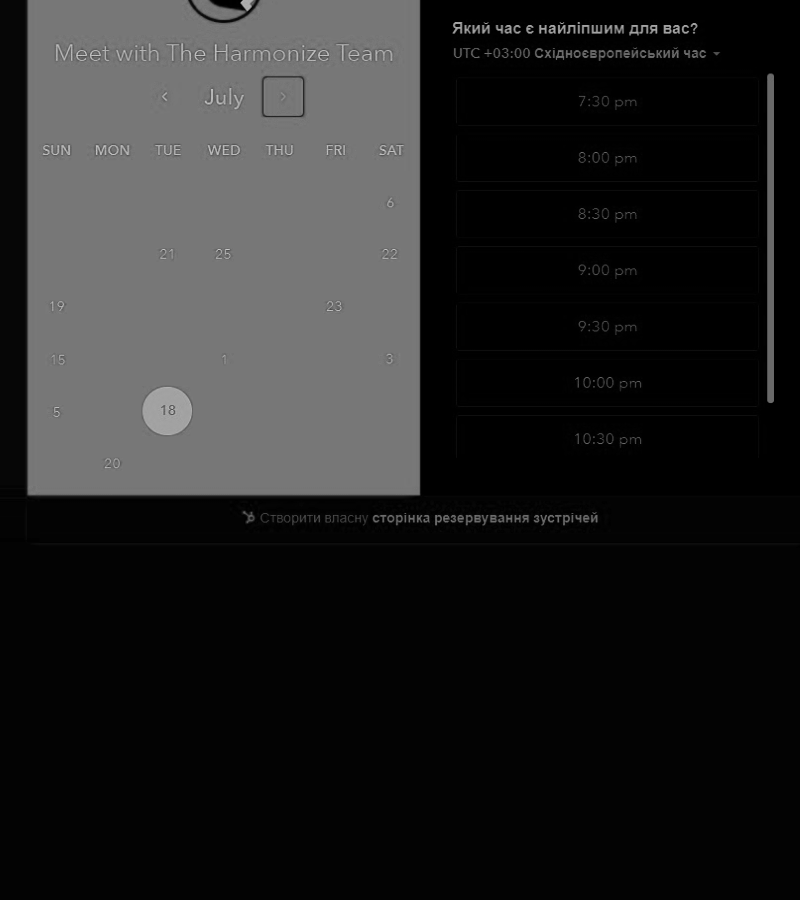 Meet with The Harmonize Team
July
SUN MON TUE WED THU FRI SAT
6
21 25 22
19 23
15 1 3
5 18
20
Який час є найліпшим для вас?
UTC +03:00 Східноєвропейський час
7:30 pm
8:00 pm
8:30 pm
9:00 pm
9:30 pm
10:00 pm
10:30 pm
Створити власну сторінка резервування зустрічей